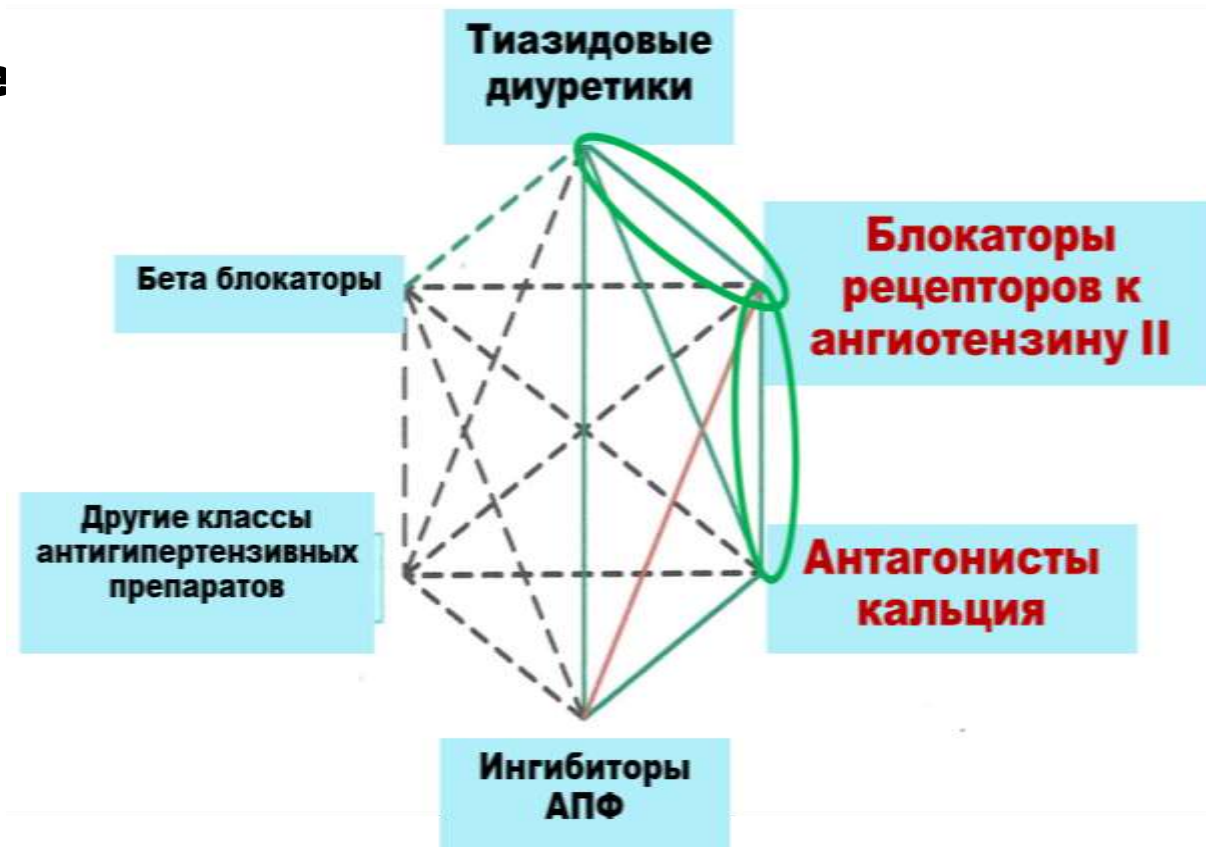 Тиазидовые
диуретики
Бета блокаторы
Блокаторы
рецепторов к
ангиотензину II
Другие классы
антигипертензивных
препаратов
Антагонисты
кальция
Ингибиторы
АПФ